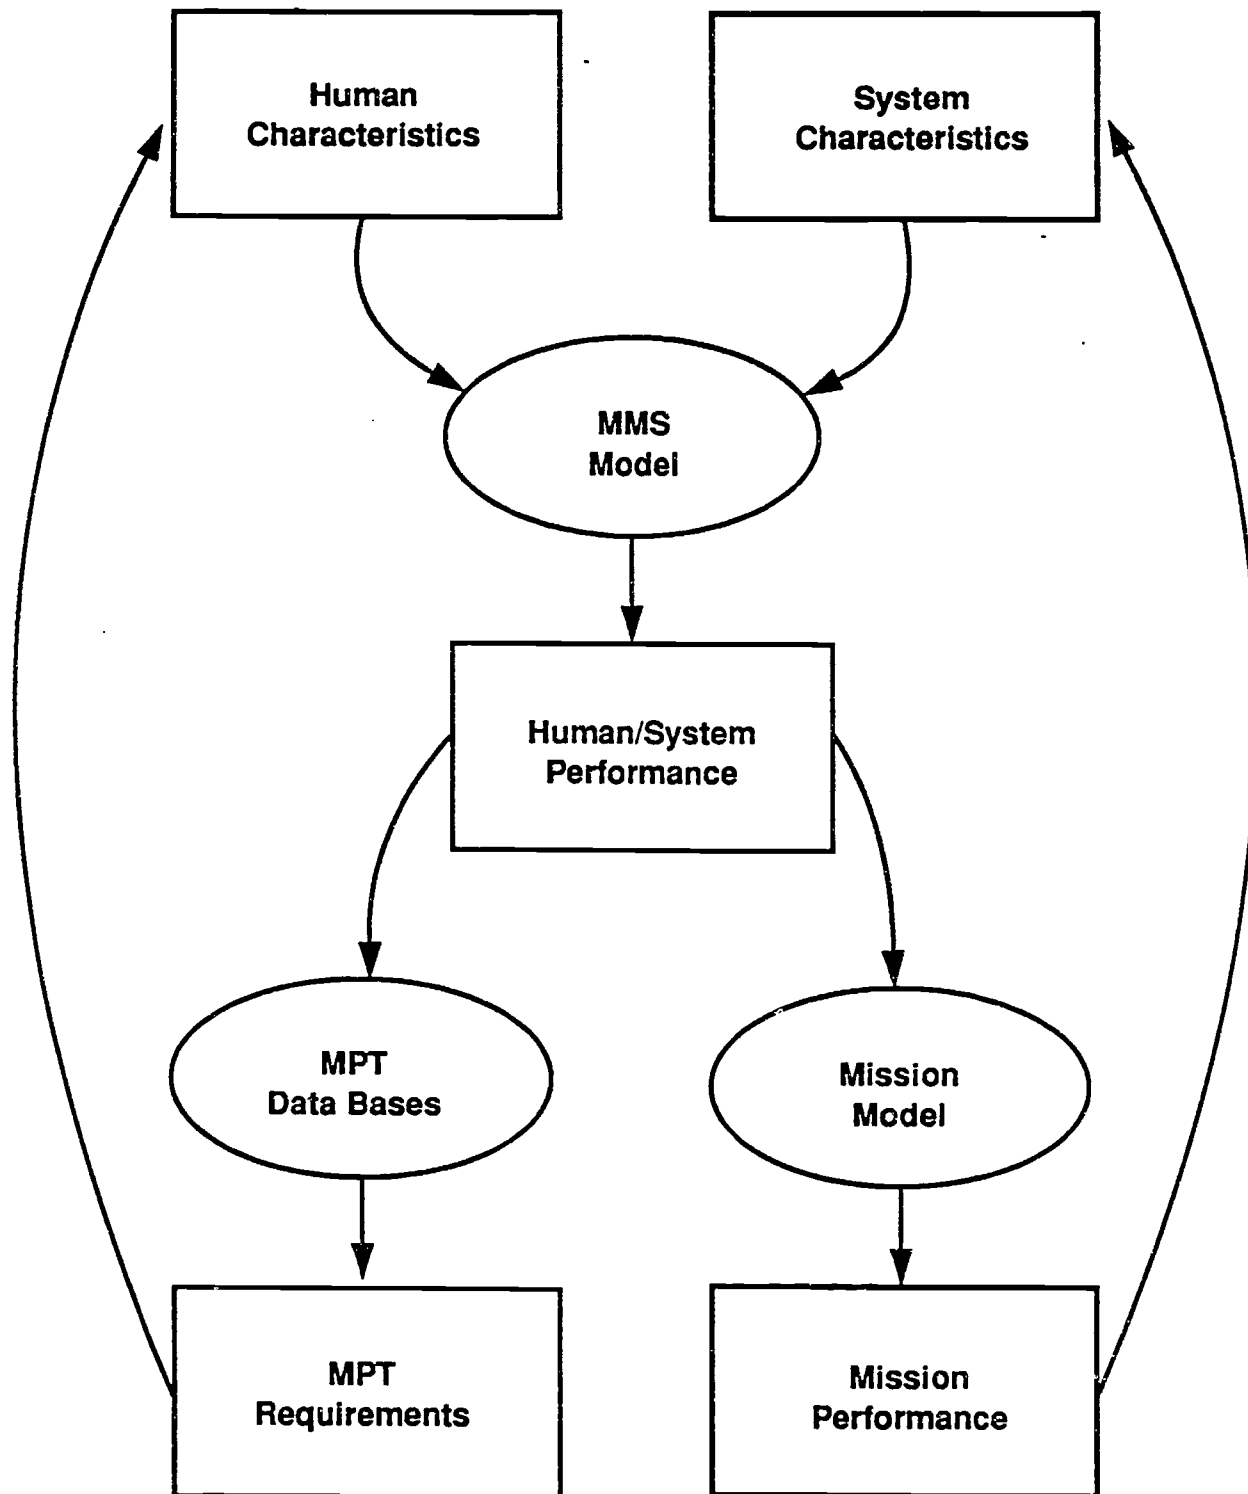 Human
Characteristics
System
Characteristics
MMS
Model
Human/System
Performance
MPT
Data Bases
Mission
Model
MPT
Requirements
Mission
Performance